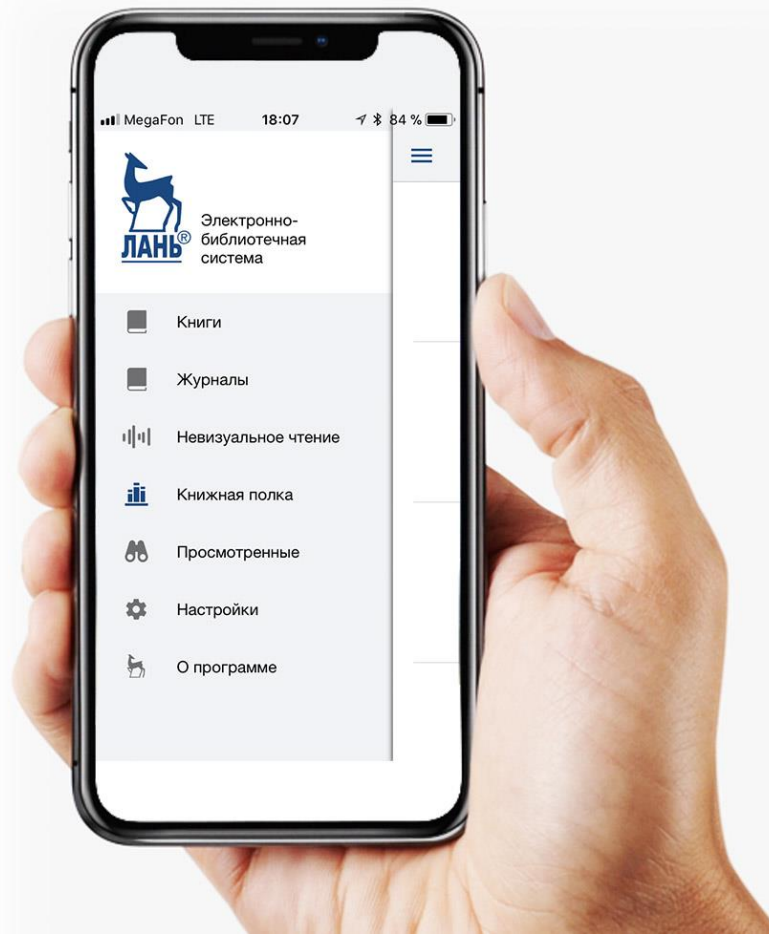 MegaFon LTE 18:07 84 %
ЛАНЬ®
Электронно-
библиотечная
система
Книги
Журналы
Невизуальное чтение
Книжная полка
Просмотренные
Настройки
О программе